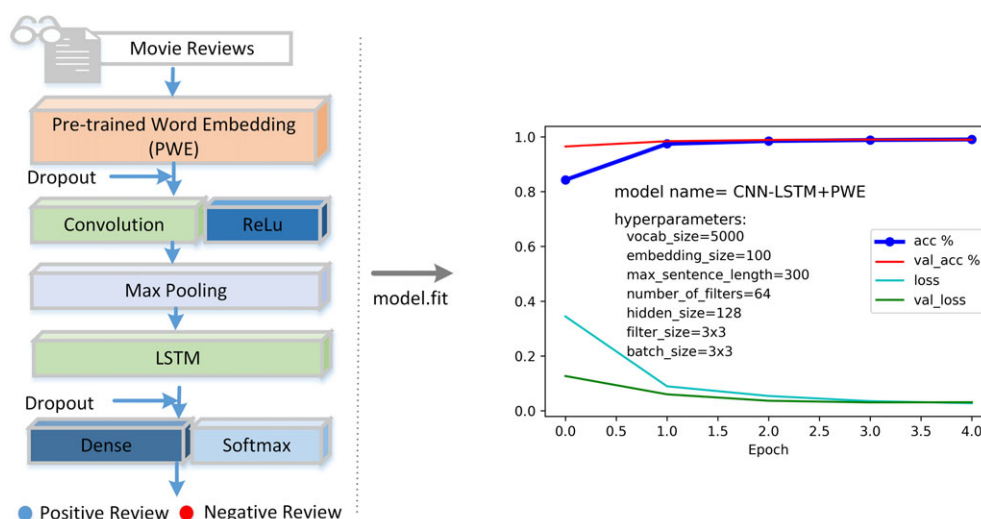 Movie Reviews
Pre-trained Word Embedding
(PWE)
Dropout
Convolution
ReLu
Max Pooling
LSTM
Dropout
Dense
Softmax
Positive Review
Negative Review
model.fit
1.0
0.8
0.6
0.4
0.2
0.0
model name= CNN-LSTM+PWE
hyperparameters:
vocab_size=5000
embedding_size=100
max_sentence_length=300
number_of_filters=64
hidden_size=128
filter_size=3x3
batch_size=3x3
acc %
val_acc %
loss
val_loss
0.0 0.5 1.0 1.5 2.0 2.5 3.0 3.5 4.0
Epoch